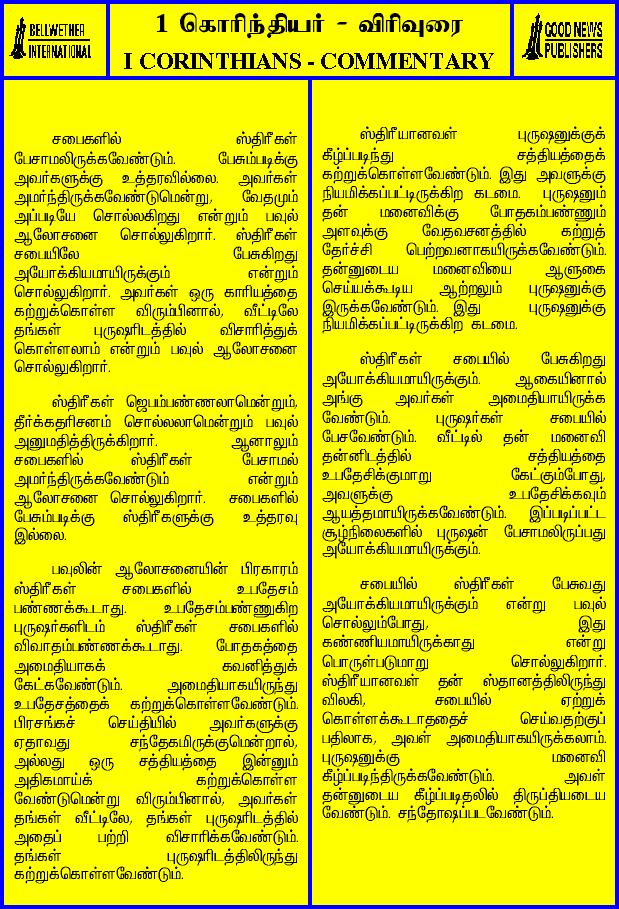 BELLWETHER
INTERNATIONAL
1 கொரிந்தியர் - விரிவுரை
I CORINTHIANS - COMMENTARY
GOOD NEWS
PUBLISHERS
சபைகளில் ஸ்திரீகள்
பேசாமலிருக்கவேண்டும். பேசும்படிக்கு
அவர்களுக்கு உத்தரவில்லை. அவர்கள்
அமர்ந்திருக்கவேண்டுமென்று, வேதமும்
அப்படியே சொல்லகிறது என்றும் பவுல்
ஆலோசனை சொல்லுகிறார். ஸ்திரீகள்
சபையிலே பேசுகிறது
அயோக்கியமாயிருக்கும் என்றும்
சொல்லுகிறார். அவர்கள் ஒரு காரியத்தை
கற்றுக்கொள்ள விரும்பினால், வீட்டிலே
தங்கள் புருஷரிடத்தில் விசாரித்துக்
கொள்ளலாம் என்றும் பவுல் ஆலோசனை
சொல்லுகிறார்.
ஸ்திரீகள் ஜெபம்பண்ணலாமென்றும்,
தீர்க்கதரிசனம் சொல்லலாமென்றும் பவுல்
அனுமதித்திருக்கிறார். ஆனாலும்
சபைகளில் ஸ்திரீகள் பேசாமல்
அமர்ந்திருக்கவேண்டும் என்றும்
ஆலோசனை சொல்லுகிறார். சபைகளில்
பேசும்படிக்கு ஸ்திரீகளுக்கு உத்தரவு
இல்லை.
பவுலின் ஆலோசனையின் பிரகாரம்
ஸ்திரீகள் சபைகளில் உபதேசம்
பண்ணக்கூடாது. உபதேசம்பண்ணுகிற
புருஷர்களிடம் ஸ்திரீகள் சபைகளில்
விவாதம்பண்ணக்கூடாது. போதகத்தை
அமைதியாகக் கவனித்துக்
கேட்கவேண்டும். அமைதியாகயிருந்து
உபதேசத்தைக் கற்றுக்கொள்ளவேண்டும்.
பிரசங்கச் செய்தியில் அவர்களுக்கு
ஏதாவது சந்தேகமிருக்குமென்றால்,
அல்லது ஒரு சத்தியத்தை இன்னும்
அதிகமாய்க் கற்றுக்கொள்ள
வேண்டுமென்று விரும்பினால், அவர்கள்
தங்கள் வீட்டிலே, தங்கள் புருஷரிடத்தில்
அதைப் பற்றி விசாரிக்கவேண்டும்.
தங்கள் புருஷரிடத்திலிருந்து
கற்றுக்கொள்ளவேண்டும்.
ஸ்திரீயானவள் புருஷனுக்குக்
கீழ்ப்படிந்து சத்தியத்தைக்
கற்றுக்கொள்ளவேண்டும். இது அவளுக்கு
நியமிக்கப்பட்டிருக்கிற கடமை. புருஷனும்
தன் மனைவிக்கு போதகம்பண்ணும்
அளவுக்கு வேதவசனத்தில் கற்றுத்
தேர்ச்சி பெற்றவனாகயிருக்கவேண்டும்.
தன்னுடைய மனைவியை ஆளுகை
செய்யக்கூடிய ஆற்றலும் புருஷனுக்கு
இருக்கவேண்டும். இது புருஷனுக்கு
நியமிக்கப்பட்டிருக்கிற கடமை.
ஸ்திரீகள் சபையில் பேசுகிறது
அயோக்கியமாயிருக்கும். ஆகையினால்
அங்கு அவர்கள் அமைதியாயிருக்க
வேண்டும். புருஷர்கள் சபையில்
பேசவேண்டும். வீட்டில் தன் மனைவி
தன்னிடத்தில் சத்தியத்தை
உபதேசிக்குமாறு கேட்கும்போது,
அவளுக்கு உபதேசிக்கவும்
ஆயத்தமாயிருக்கவேண்டும். இப்படிப்பட்ட
சூழ்நிலைகளில் புருஷன் பேசாமலிருப்பது
அயோக்கியமாயிருக்கும்.
சபையில் ஸ்திரீகள் பேசுவது
அயோக்கியமாயிருக்கும் என்று பவுல்
சொல்லும்போது, இது
கண்ணியமாயிருக்காது என்று
பொருள்படுமாறு சொல்லுகிறார்.
ஸ்திரீயானவள் தன் ஸ்தானத்திலிருந்து
விலகி, சபையில் ஏற்றுக்
கொள்ளக்கூடாததைச் செய்வதற்குப்
பதிலாக, அவள் அமைதியாகயிருக்கலாம்.
புருஷனுக்கு மனைவி
கீழ்ப்படிந்திருக்கவேண்டும். அவள்
தன்னுடைய கீழ்ப்படிதலில் திருப்தியடைய
வேண்டும். சந்தோஷப்படவேண்டும்.